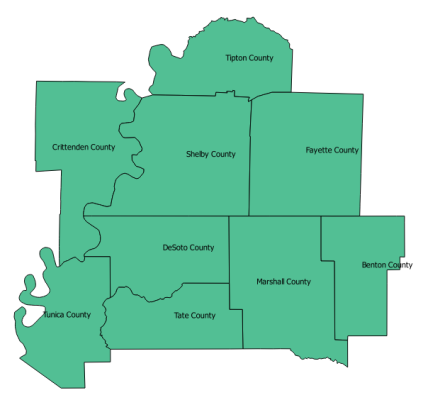 Tipton County
Crittenden County
Shelby County
Fayette County
DeSoto County
Benton County
Marshall County
Tunica County
Tate County